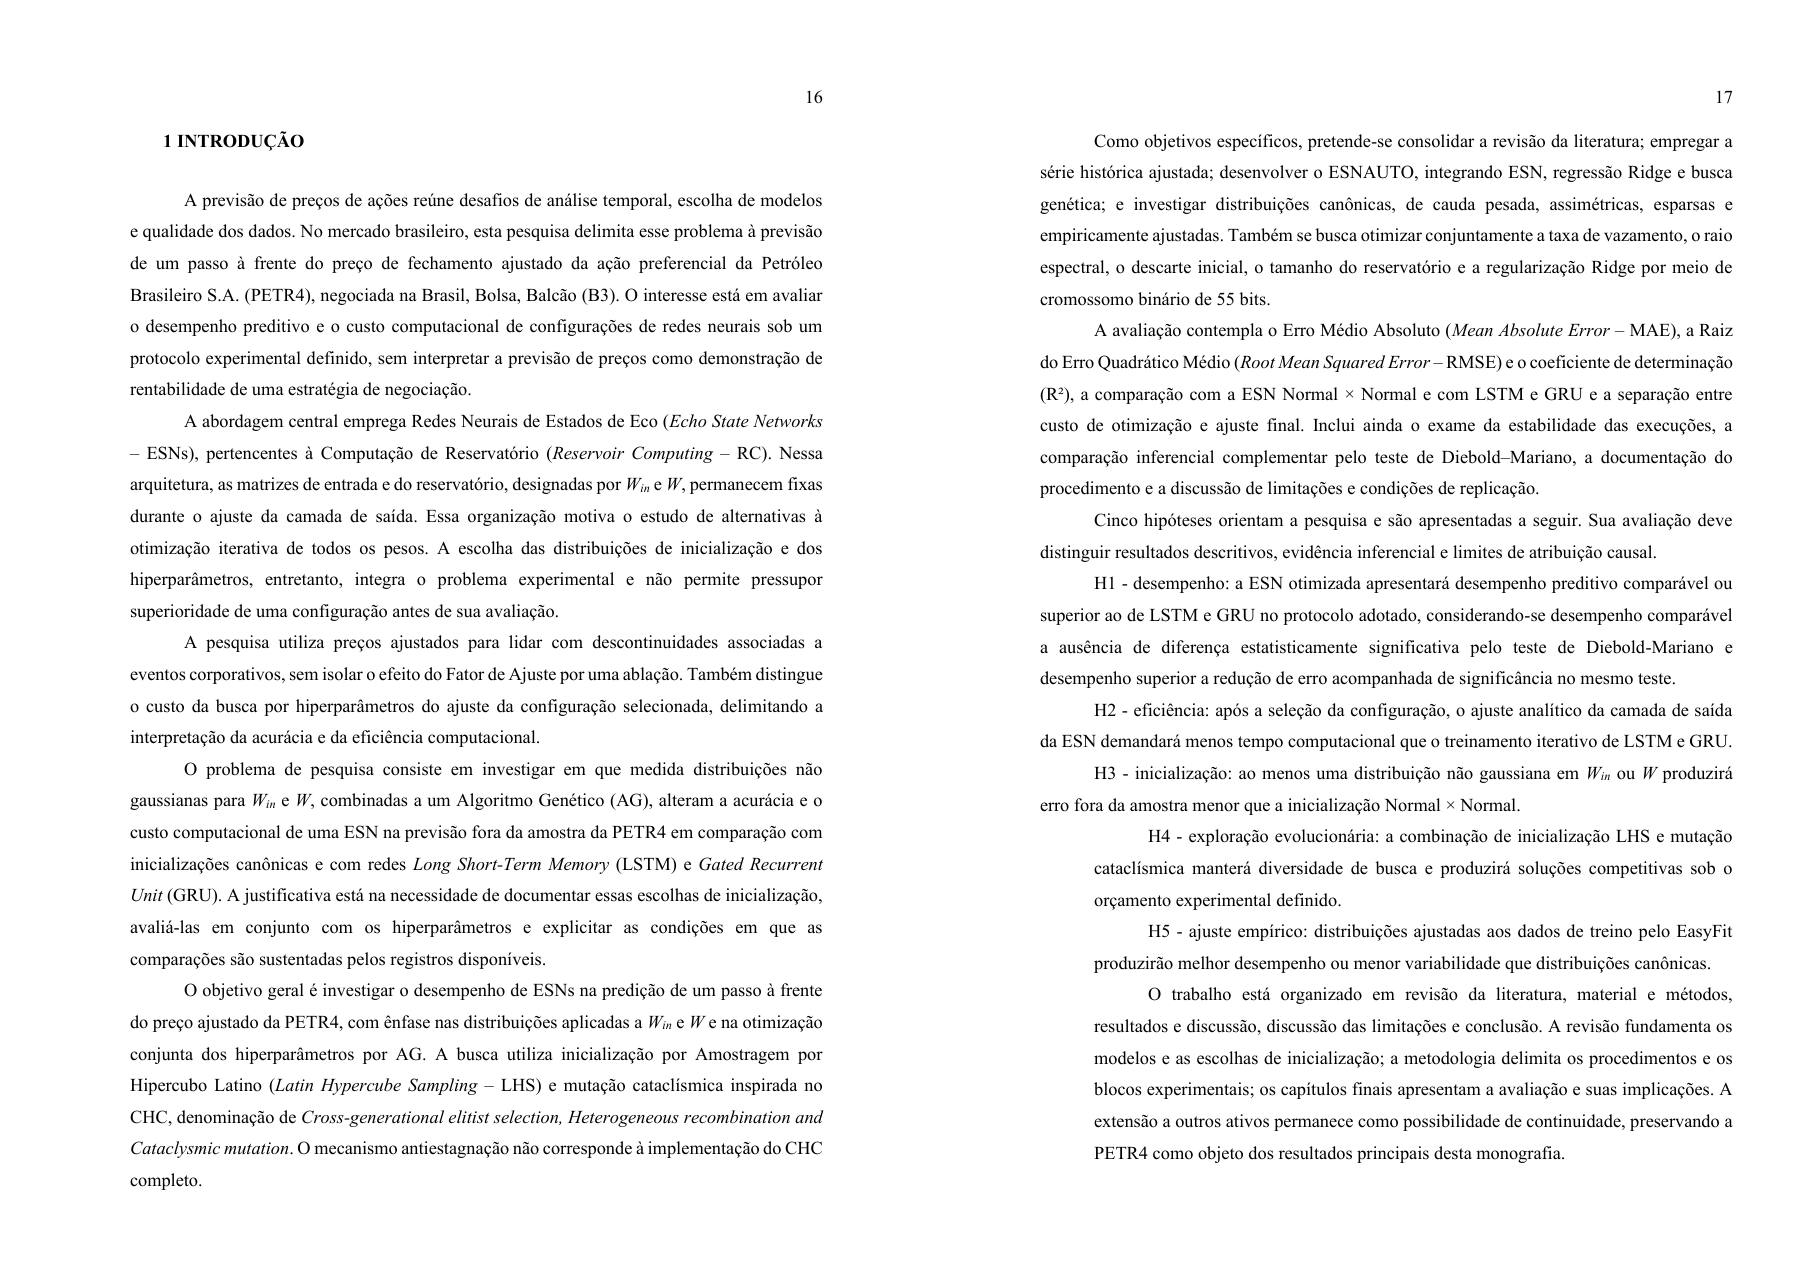 16
1 INTRODUÇÃO
A previsão de preços de ações reúne desafios de análise temporal, escolha de modelos
e qualidade dos dados. No mercado brasileiro, esta pesquisa delimita esse problema à previsão
de um passo à frente do preço de fechamento ajustado da ação preferencial da Petróleo
Brasileiro S.A. (PETR4), negociada na Brasil, Bolsa, Balcão (B3). O interesse está em avaliar
o desempenho preditivo e o custo computacional de configurações de redes neurais sob um
protocolo experimental definido, sem interpretar a previsão de preços como demonstração de
rentabilidade de uma estratégia de negociação.
A abordagem central emprega Redes Neurais de Estados de Eco (Echo State Networks
– ESNs), pertencentes à Computação de Reservatório (Reservoir Computing – RC). Nessa
arquitetura, as matrizes de entrada e do reservatório, designadas por Win e W, permanecem fixas
durante o ajuste da camada de saída. Essa organização motiva o estudo de alternativas à
otimização iterativa de todos os pesos. A escolha das distribuições de inicialização e dos
hiperparâmetros, entretanto, integra o problema experimental e não permite pressupor
superioridade de uma configuração antes de sua avaliação.
A pesquisa utiliza preços ajustados para lidar com descontinuidades associadas a
eventos corporativos, sem isolar o efeito do Fator de Ajuste por uma ablação. Também distingue
o custo da busca por hiperparâmetros do ajuste da configuração selecionada, delimitando a
interpretação da acurácia e da eficiência computacional.
O problema de pesquisa consiste em investigar em que medida distribuições não
gaussianas para Win e W, combinadas a um Algoritmo Genético (AG), alteram a acurácia e o
custo computacional de uma ESN na previsão fora da amostra da PETR4 em comparação com
inicializações canônicas e com redes Long Short-Term Memory (LSTM) e Gated Recurrent
Unit (GRU). A justificativa está na necessidade de documentar essas escolhas de inicialização,
avaliá-las em conjunto com os hiperparâmetros e explicitar as condições em que as
comparações são sustentadas pelos registros disponíveis.
O objetivo geral é investigar o desempenho de ESNs na predição de um passo à frente
do preço ajustado da PETR4, com ênfase nas distribuições aplicadas a Win e W e na otimização
conjunta dos hiperparâmetros por AG. A busca utiliza inicialização por Amostragem por
Hipercubo Latino (Latin Hypercube Sampling – LHS) e mutação cataclísmica inspirada no
CHC, denominação de Cross-generational elitist selection, Heterogeneous recombination and
Cataclysmic mutation. O mecanismo antiestagnação não corresponde à implementação do CHC
completo.
17
Como objetivos específicos, pretende-se consolidar a revisão da literatura; empregar a
série histórica ajustada; desenvolver o ESNAUTO, integrando ESN, regressão Ridge e busca
genética; e investigar distribuições canônicas, de cauda pesada, assimétricas, esparsas e
empiricamente ajustadas. Também se busca otimizar conjuntamente a taxa de vazamento, o raio
espectral, o descarte inicial, o tamanho do reservatório e a regularização Ridge por meio de
cromossomo binário de 55 bits.
A avaliação contempla o Erro Médio Absoluto (Mean Absolute Error – MAE), a Raiz
do Erro Quadrático Médio (Root Mean Squared Error – RMSE) e o coeficiente de determinação
(R²), a comparação com a ESN Normal × Normal e com LSTM e GRU e a separação entre
custo de otimização e ajuste final. Inclui ainda o exame da estabilidade das execuções, a
comparação inferencial complementar pelo teste de Diebold–Mariano, a documentação do
procedimento e a discussão de limitações e condições de replicação.
Cinco hipóteses orientam a pesquisa e são apresentadas a seguir. Sua avaliação deve
distinguir resultados descritivos, evidência inferencial e limites de atribuição causal.
H1 - desempenho: a ESN otimizada apresentará desempenho preditivo comparável ou
superior ao de LSTM e GRU no protocolo adotado, considerando-se desempenho comparável
a ausência de diferença estatisticamente significativa pelo teste de Diebold-Mariano e
desempenho superior a redução de erro acompanhada de significância no mesmo teste.
H2 - eficiência: após a seleção da configuração, o ajuste analítico da camada de saída
da ESN demandará menos tempo computacional que o treinamento iterativo de LSTM e GRU.
H3 - inicialização: ao menos uma distribuição não gaussiana em Win ou W produzirá
erro fora da amostra menor que a inicialização Normal × Normal.
H4 - exploração evolucionária: a combinação de inicialização LHS e mutação
cataclísmica manterá diversidade de busca e produzirá soluções competitivas sob o
orçamento experimental definido.
H5 - ajuste empírico: distribuições ajustadas aos dados de treino pelo EasyFit
produzirão melhor desempenho ou menor variabilidade que distribuições canônicas.
O trabalho está organizado em revisão da literatura, material e métodos,
resultados e discussão, discussão das limitações e conclusão. A revisão fundamenta os
modelos e as escolhas de inicialização; a metodologia delimita os procedimentos e os
blocos experimentais; os capítulos finais apresentam a avaliação e suas implicações. A
extensão a outros ativos permanece como possibilidade de continuidade, preservando a
PETR4 como objeto dos resultados principais desta monografia.